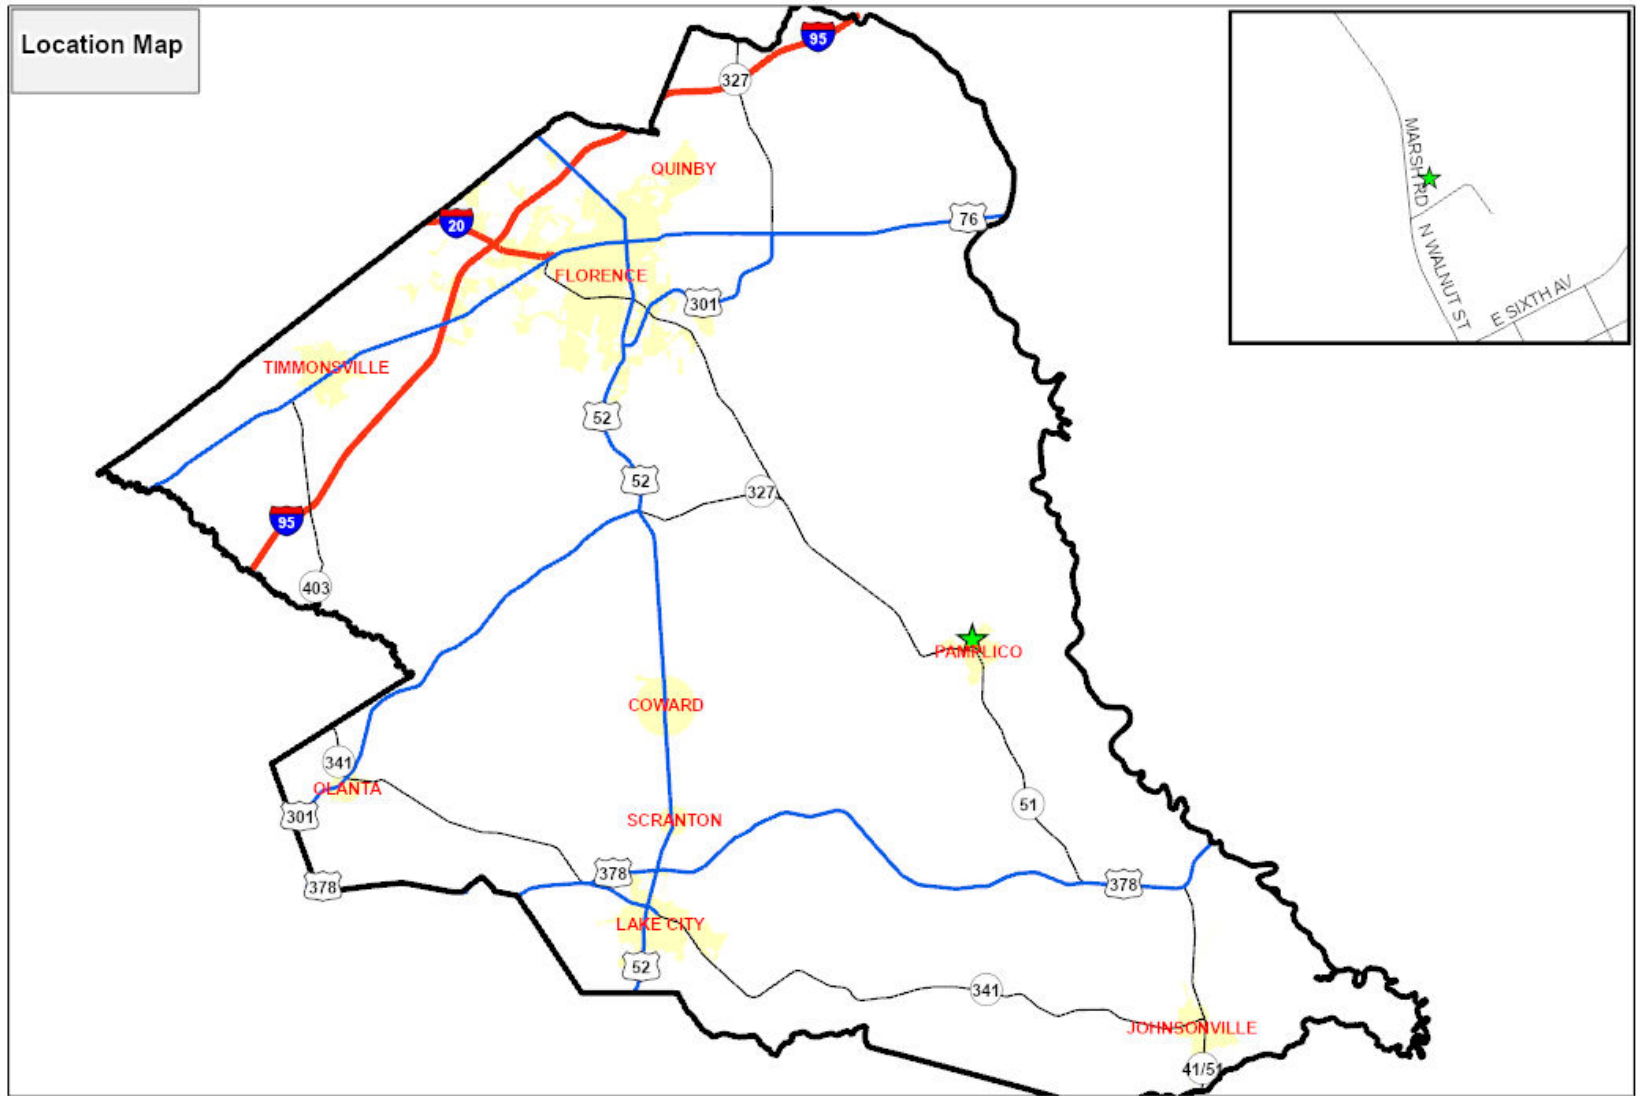 Location Map
95
327
QUINBY
20
76
FLORENCE
301
TIMMONSVILLE
52
52
327
95
403
PAMPLICO
COWARD
341
OLANTA
301
51
SCRANTON
378
378
378
LAKE CITY
52
341
JOHNSONVILLE
41/51
MARSH RD
N WALNUT ST
E SIXTH AV